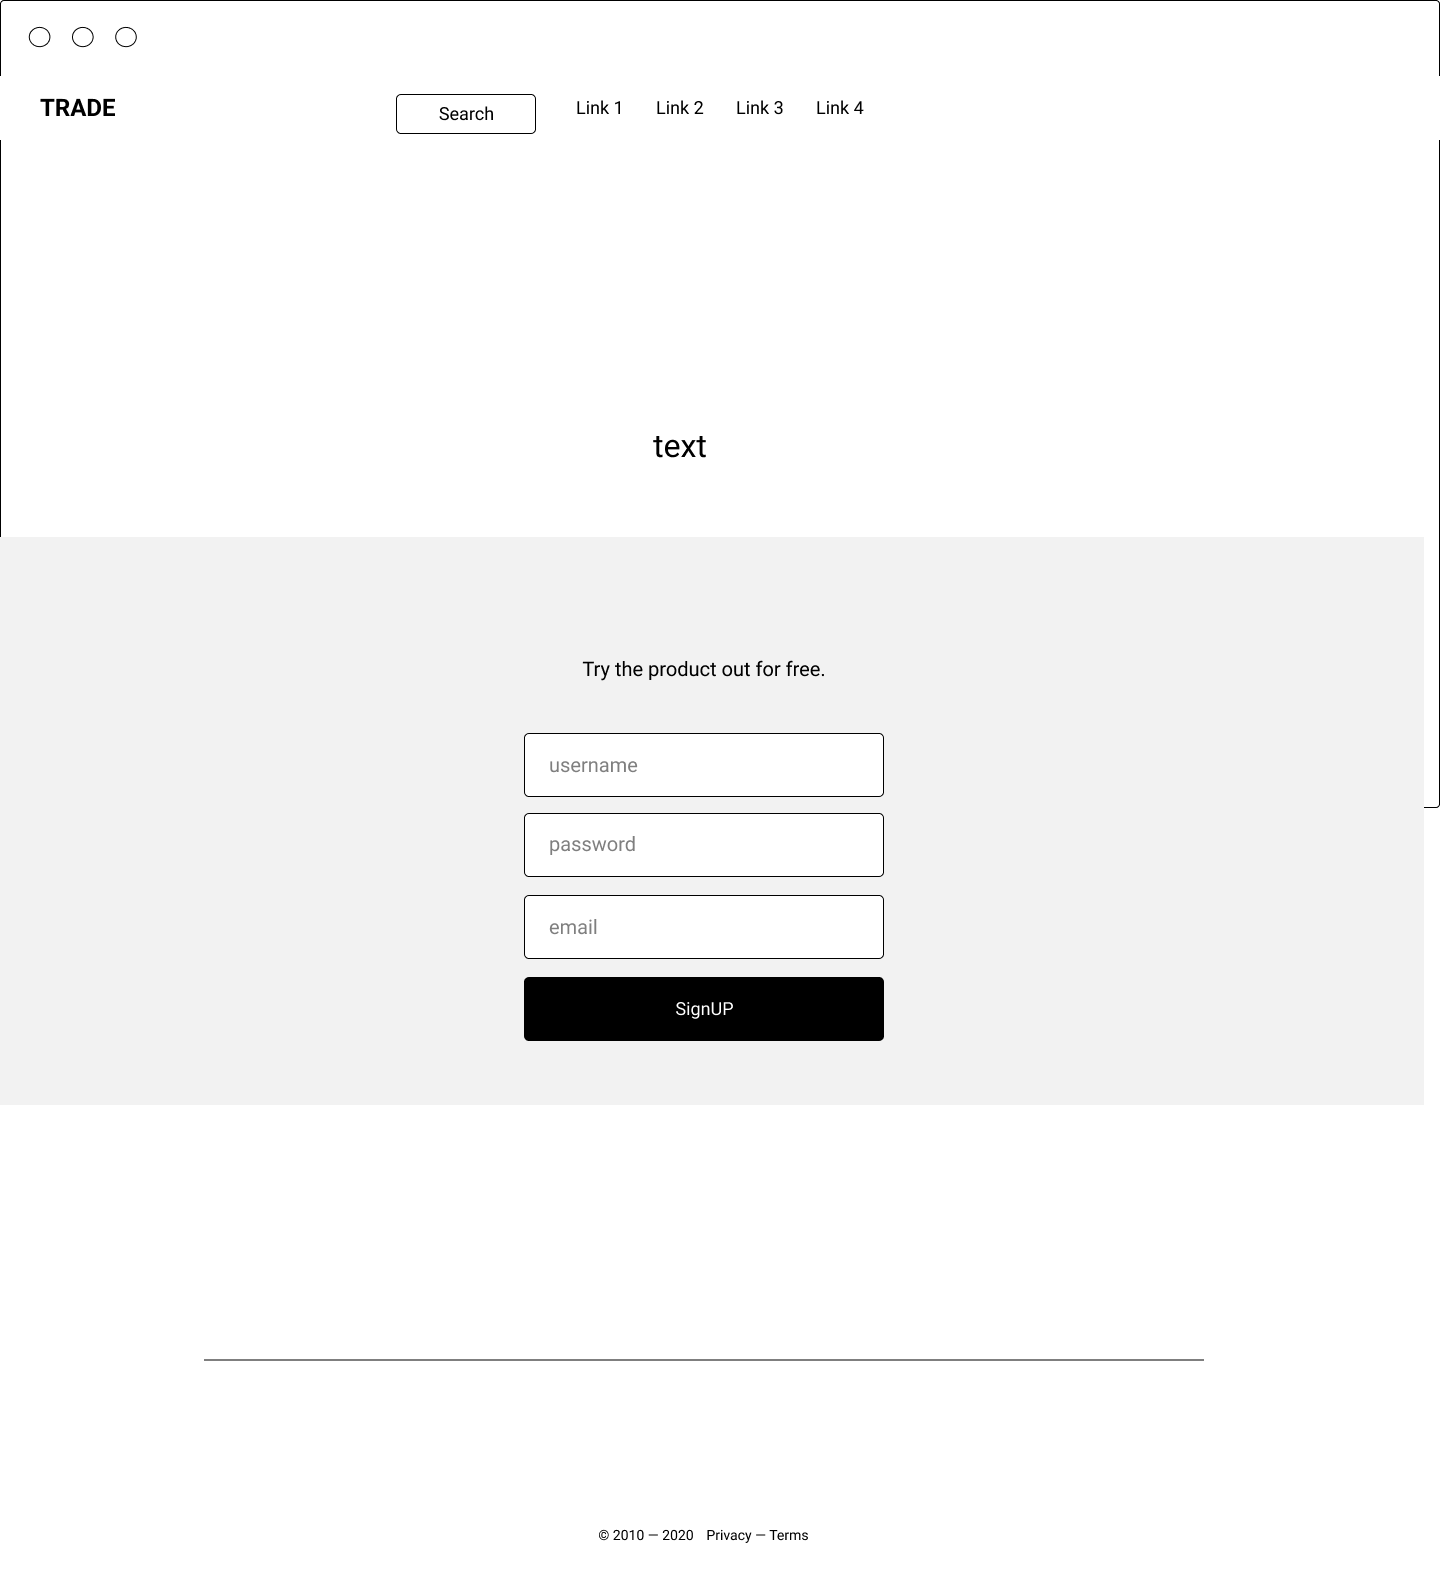 TRADE
Search Link 1 Link 2 Link 3 Link 4
text
Try the product out for free.
username
password
email
SignUP
© 2010 — 2020 Privacy — Terms